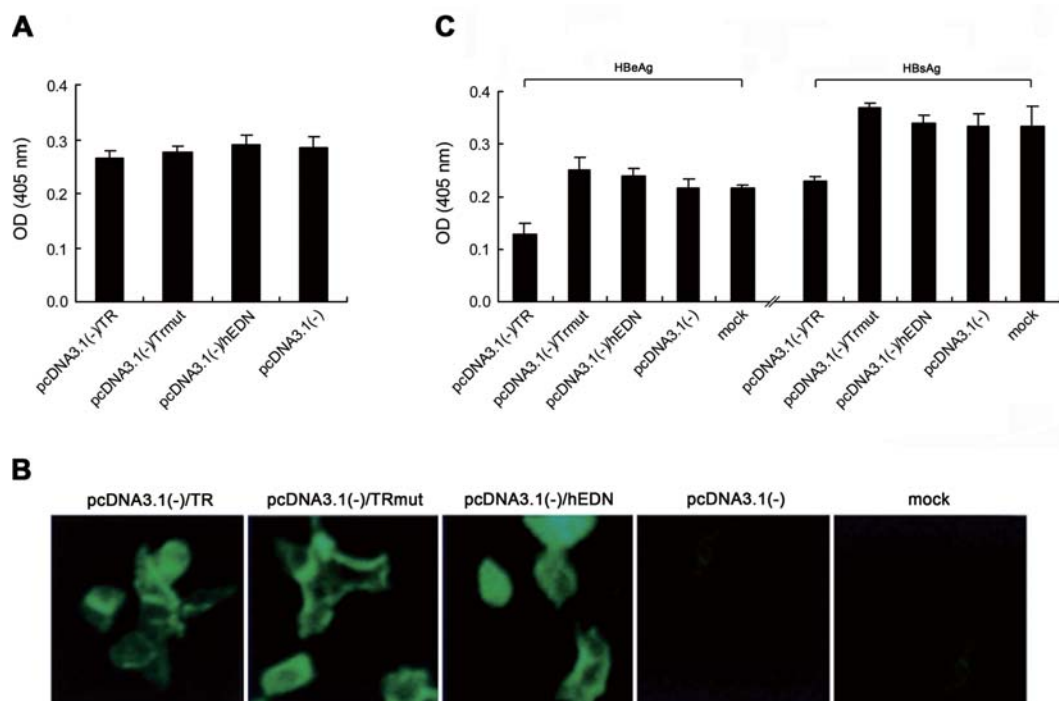 A
OD (405 nm)
0.4
0.3
0.2
0.1
0.0
pcDNA3.1(-)/TR
pcDNA3.1(-)/Trmut
pcDNA3.1(-)/hEDN
pcDNA3.1(-)
C
HBeAg
HBsAg
OD (405 nm)
0.4
0.3
0.2
0.1
0.0
pcDNA3.1(-)/TR
pcDNA3.1(-)/Trmut
pcDNA3.1(-)/hEDN
pcDNA3.1(-)
mock
pcDNA3.1(-)/TR
pcDNA3.1(-)/Trmut
pcDNA3.1(-)/hEDN
pcDNA3.1(-)
mock
B
pcDNA3.1(-)/TR
pcDNA3.1(-)/TRmut
pcDNA3.1(-)/hEDN
pcDNA3.1(-)
mock